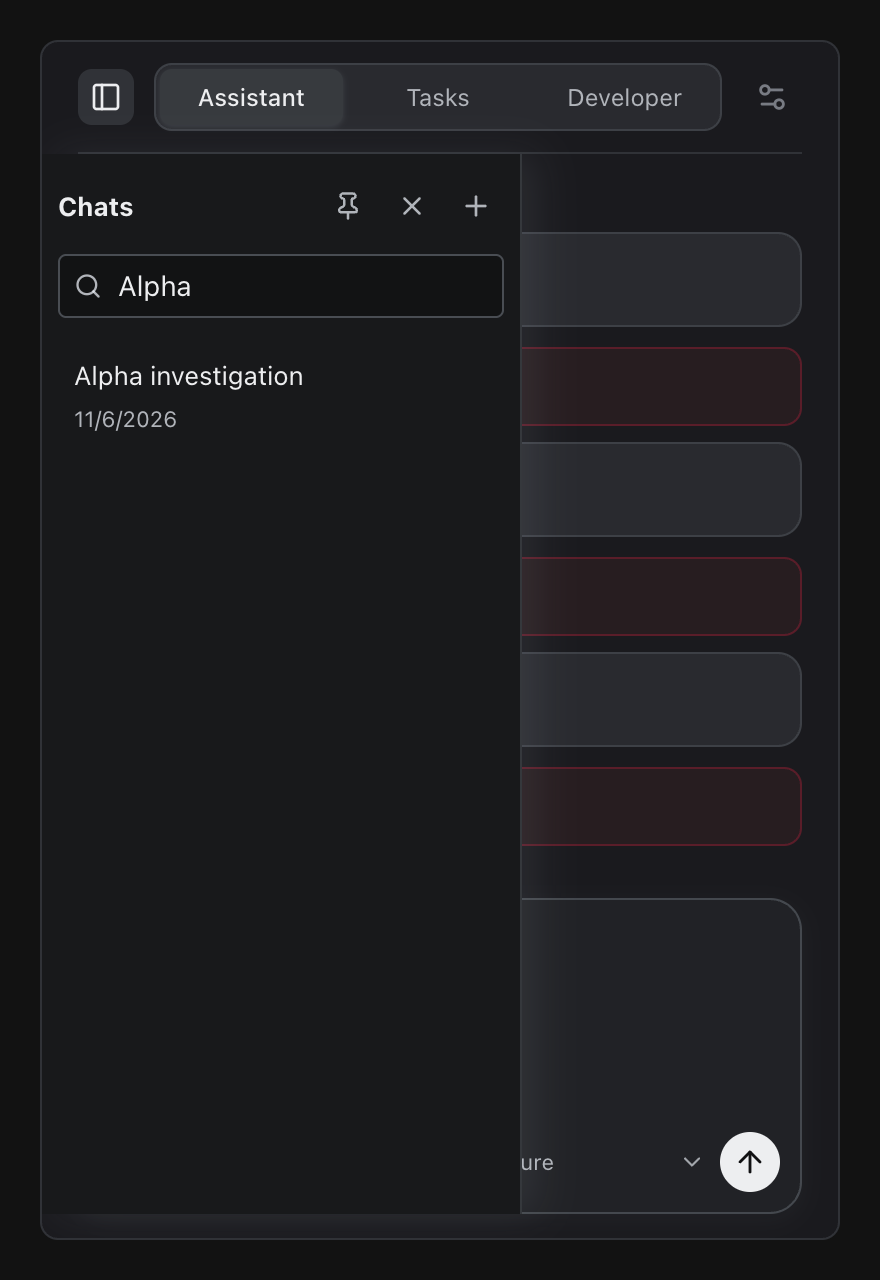 Assistant
Tasks
Developer
Chats
Alpha
Alpha investigation
11/6/2026
ure